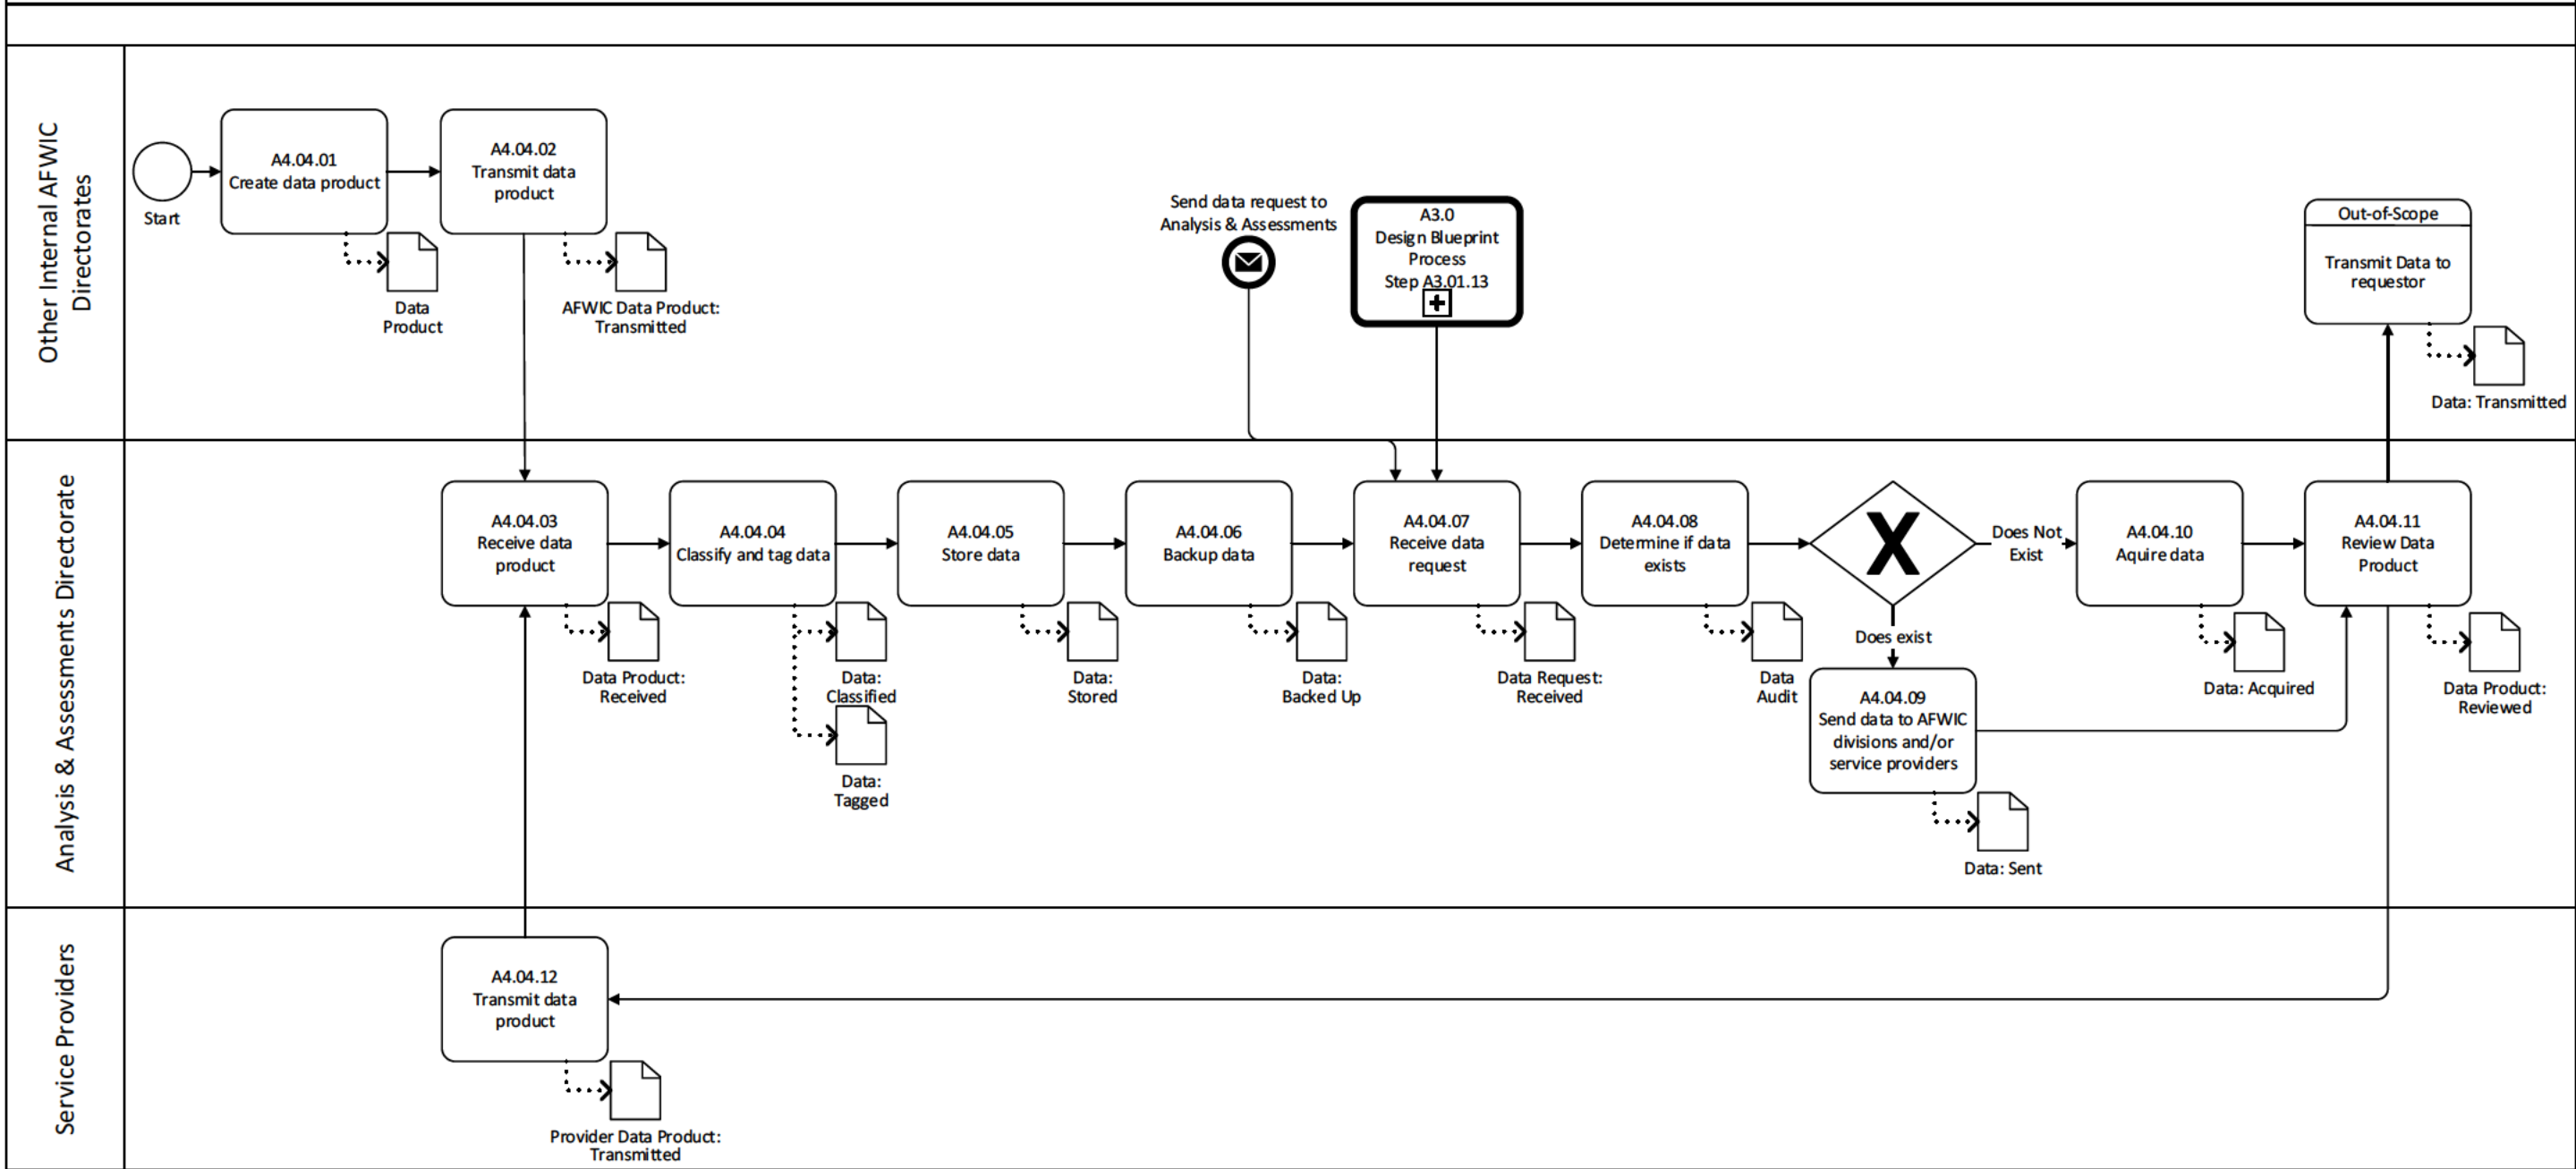 Other Internal AFWIC
Directorates
Start
A4.04.01
Create data product
Data
Product
A4.04.02
Transmit data
product
AFWIC Data Product:
Transmitted
Send data request to
Analysis & Assessments
A3.0
Design Blueprint
Process
Step A3.01.13
Out-of-Scope
Transmit Data to
requestor
Data: Transmitted
Analysis & Assessments Directorate
A4.04.03
Receive data
product
Data Product:
Received
A4.04.04
Classify and tag data
Data:
Classified
Data:
Tagged
A4.04.05
Store data
Data:
Stored
A4.04.06
Backup data
Data:
Backed Up
A4.04.07
Receive data
request
Data Request:
Received
A4.04.08
Determine if data
exists
Data
Audit
X
Does Not
Exist
Does exist
A4.04.09
Send data to AFWIC
divisions and/or
service providers
Data: Sent
A4.04.10
Aquire data
Data: Acquired
A4.04.11
Review Data
Product
Data Product:
Reviewed
Service Providers
A4.04.12
Transmit data
product
Provider Data Product:
Transmitted